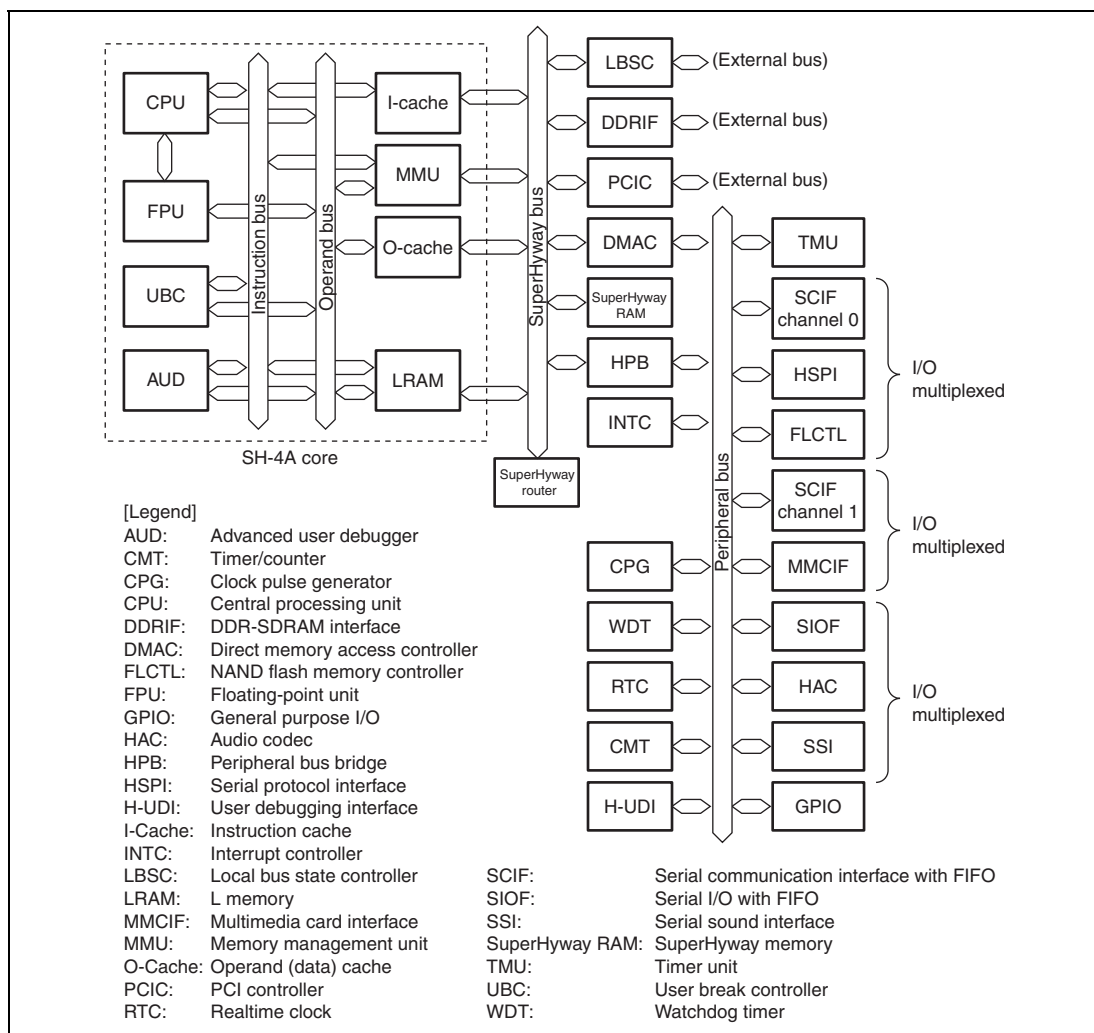 CPU
FPU
UBC
AUD
Instruction bus
Operand bus
I-cache
MMU
O-cache
LRAM
SH-4A core
SuperHyway bus
SuperHyway
router
LBSC
(External bus)
DDRIF
(External bus)
PCIC
(External bus)
DMAC
SuperHyway
RAM
HPB
INTC
CPG
WDT
RTC
CMT
H-UDI
Peripheral bus
TMU
SCIF
channel 0
HSPI
FLCTL
I/O
multiplexed
SCIF
channel 1
MMCIF
I/O
multiplexed
SIOF
HAC
SSI
I/O
multiplexed
GPIO
[Legend]
AUD: Advanced user debugger
CMT: Timer/counter
CPG: Clock pulse generator
CPU: Central processing unit
DDRIF: DDR-SDRAM interface
DMAC: Direct memory access controller
FLCTL: NAND flash memory controller
FPU: Floating-point unit
GPIO: General purpose I/O
HAC: Audio codec
HPB: Peripheral bus bridge
HSPI: Serial protocol interface
H-UDI: User debugging interface
I-Cache: Instruction cache
INTC: Interrupt controller
LBSC: Local bus state controller
LRAM: L memory
MMCIF: Multimedia card interface
MMU: Memory management unit
O-Cache: Operand (data) cache
PCIC: PCI controller
RTC: Realtime clock
SCIF: Serial communication interface with FIFO
SIOF: Serial I/O with FIFO
SSI: Serial sound interface
SuperHyway RAM: SuperHyway memory
TMU: Timer unit
UBC: User break controller
WDT: Watchdog timer